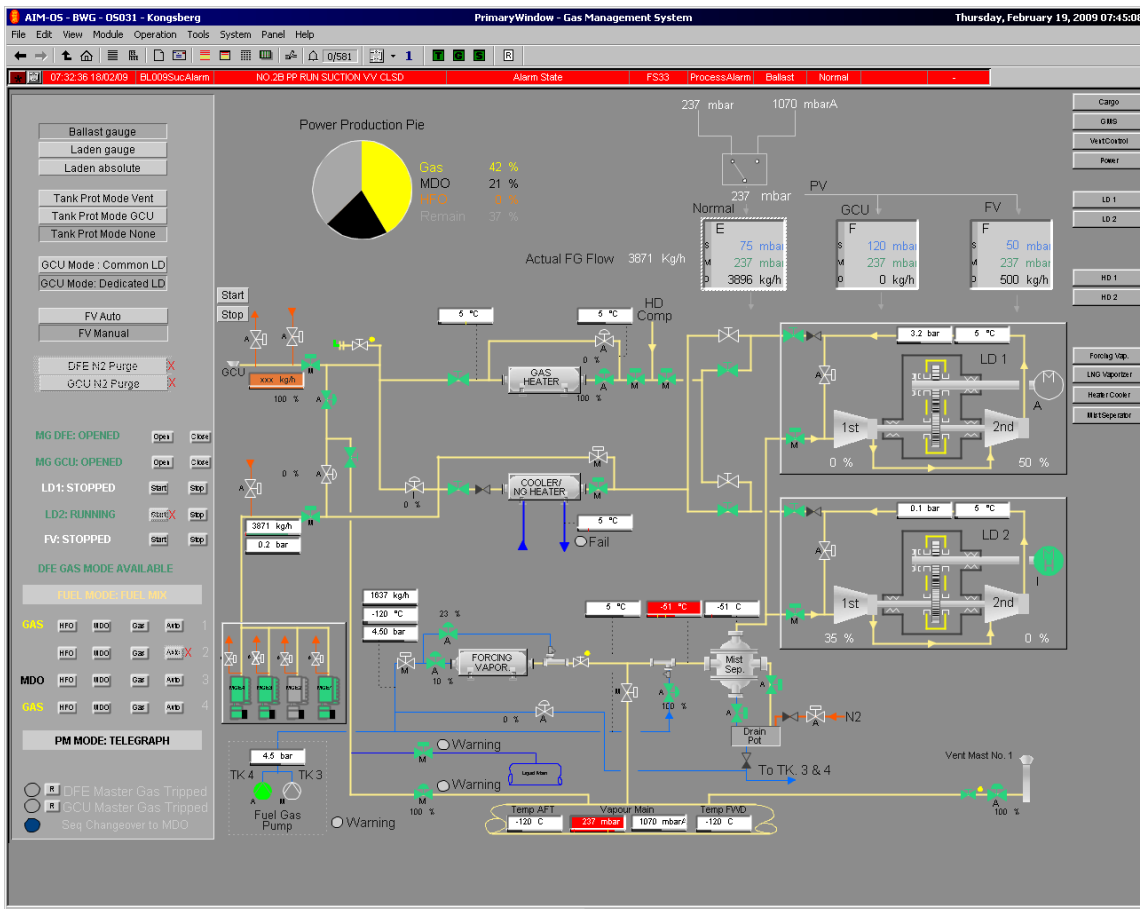 AIM-OS - BWG - OS031 - Kongsberg
PrimaryWindow - Gas Management System
Thursday, February 19, 2009 07:45:08
File Edit View Module Operation Tools System Panel Help
0/581
1
T G S R
07:32:36 18/02/09 BL009SucAlarm NO.2B PP RUN SUCTION VV CLSD Alarm State FS33 ProcessAlarm Ballast Normal -
Ballast gauge
Laden gauge
Laden absolute
Tank Prot Mode Vent
Tank Prot Mode GCU
Tank Prot Mode None
GCU Mode : Common LD
GCU Mode: Dedicated LD
FV Auto
FV Manual
DFE N2 Purge X
GCU N2 Purge X
MG DFE: OPENED Open Close
MG GCU: OPENED Open Close
LD1: STOPPED Start Stop
LD2: RUNNING Start X Stop
FV: STOPPED Start Stop
DFE GAS MODE AVAILABLE
FUEL MODE: FUEL MIX
GAS HFO MDO Gas Auto 1
HFO MDO Gas Auto X 2
MDO HFO MDO Gas Auto 3
GAS HFO MDO Gas Auto 4
PM MODE: TELEGRAPH
R DFE Master Gas Tripped
R GCU Master Gas Tripped
Seq Changeover to MDO
Power Production Pie
Gas 42 %
MDO 21 %
HFO 0 %
Remain 37 %
237 mbar
1070 mbarA
237 mbar
PV
Normal
E
S 75 mbar
M 237 mbar
O 3896 kg/h
GCU
F
S 120 mbar
M 237 mbar
O 0 kg/h
FV
F
S 50 mbar
M 237 mbar
O 500 kg/h
Actual FG Flow 3871 Kg/h
Start
Stop
GCU
xxx kg/h
100 %
M
A
5 °C
5 °C
HD
Comp
A
0 %
GAS
HEATER
100 %
A M M
0 %
A
A
M
3871 kg/h
0.2 bar
I
0 %
COOLER/
NG HEATER
M
M
5 °C
Fail
3.2 bar
5 °C
LD 1
M
A
A
1st
2nd
M
0 %
50 %
0.1 bar
5 °C
LD 2
I
A
1st
2nd
M
35 %
0 %
1637 kg/h
-120 °C
4.50 bar
23 %
A
M
A
10 %
FORCING
VAPOR.
5 °C
-51 °C
-51 C
Mist
Sep.
M
A
100 %
A
A
0 %
A
Drain
Pot
A
N2
To TK. 3 & 4
4.5 bar
TK 4
TK 3
A
M
Fuel Gas
Pump
M
Warning
Liquid Main
M
100 %
Warning
Warning
Temp AFT
Vapour Main
Temp FWD
-120 C
237 mbar
1070 mbarA
-120 C
Vent Mast No. 1
A
100 %
Cargo
GMS
VentControl
Power
LD 1
LD 2
HD 1
HD 2
Forcing Vap.
LNG Vaporizer
Heater Cooler
MistSeperator